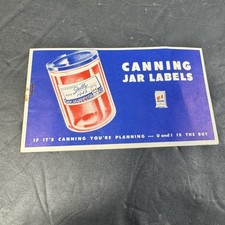 CANNING
JAR LABELS
IF IT'S CANNING YOU'RE PLANNING --- U and I IS THE BUY